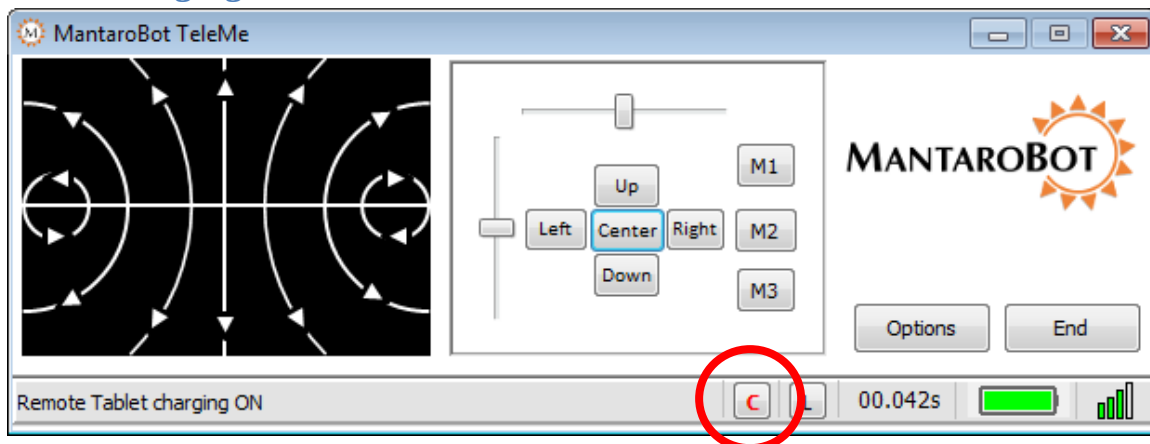 MantaroBot TeleMe
M1
Up
Left Center Right M2
Down
M3
MANTAROBOT
Options End
Remote Tablet charging ON C L 00.042s